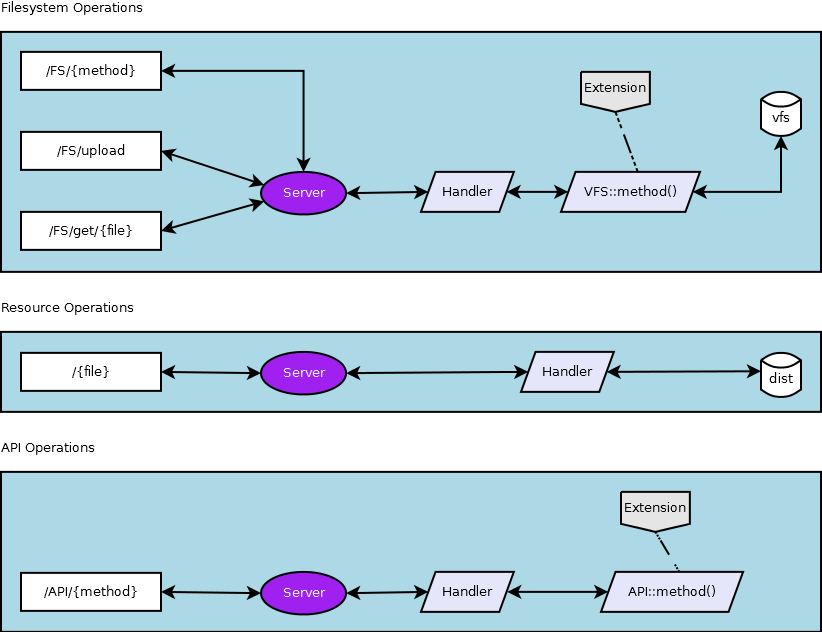 Filesystem Operations
/FS/{method}
Extension
vfs
/FS/upload
Server
Handler
VFS::method()
/FS/get/{file}
Resource Operations
/{file}
Server
Handler
dist
API Operations
Extension
/API/{method}
Server
Handler
API::method()